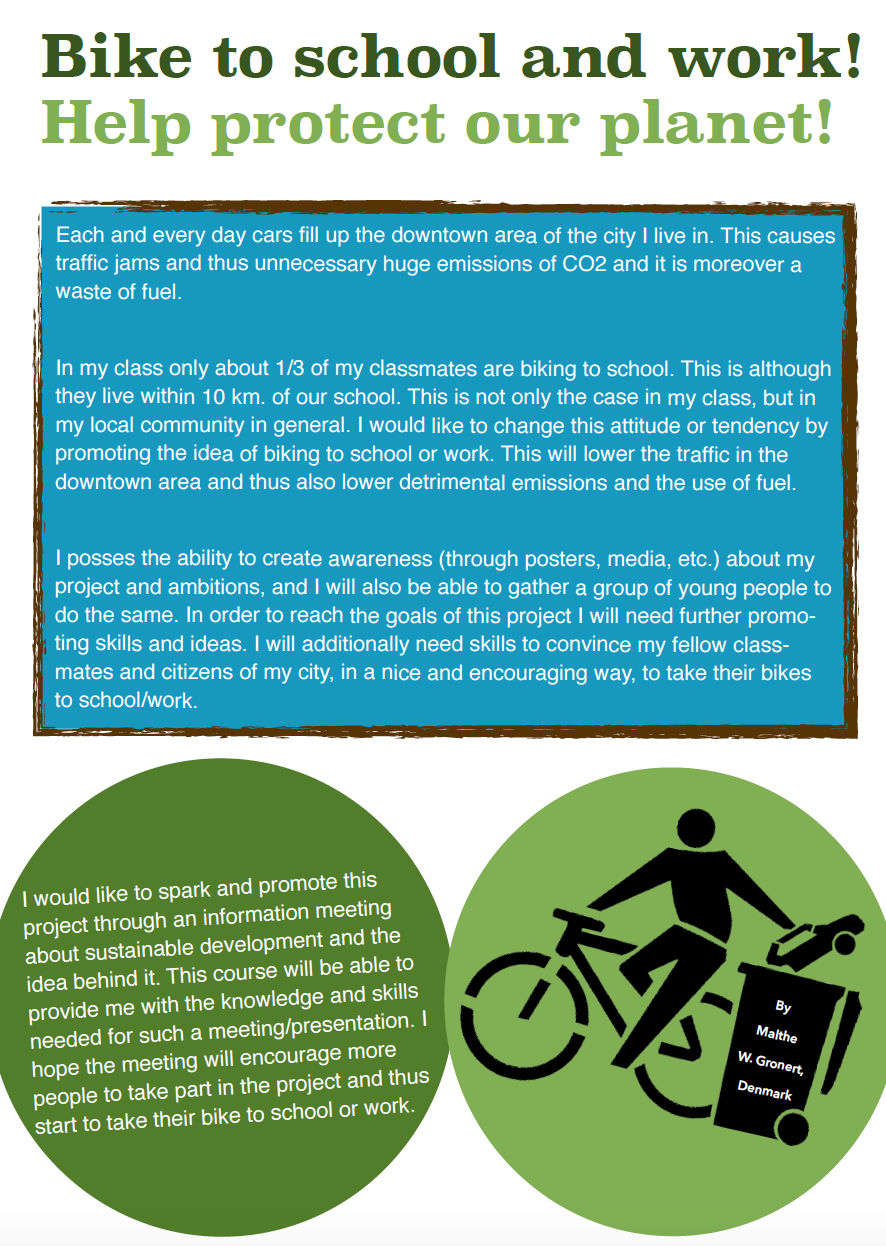 Bike to school and work!
Help protect our planet!
Each and every day cars fill up the downtown area of the city I live in. This causes
traffic jams and thus unnecessary huge emissions of CO2 and it is moreover a
waste of fuel.
In my class only about 1/3 of my classmates are biking to school. This is although
they live within 10 km. of our school. This is not only the case in my class, but in
my local community in general. I would like to change this attitude or tendency by
promoting the idea of biking to school or work. This will lower the traffic in the
downtown area and thus also lower detrimental emissions and the use of fuel.
I posses the ability to create awareness (through posters, media, etc.) about my
project and ambitions, and I will also be able to gather a group of young people to
do the same. In order to reach the goals of this project I will need further promo-
ting skills and ideas. I will additionally need skills to convince my fellow class-
mates and citizens of my city, in a nice and encouraging way, to take their bikes
to school/work.
I would like to spark and promote this
project through an information meeting
about sustainable development and the
idea behind it. This course will be able to
provide me with the knowledge and skills
needed for such a meeting/presentation. I
hope the meeting will encourage more
people to take part in the project and thus
start to take their bike to school or work.
By
Malthe
W. Gronert,
Denmark